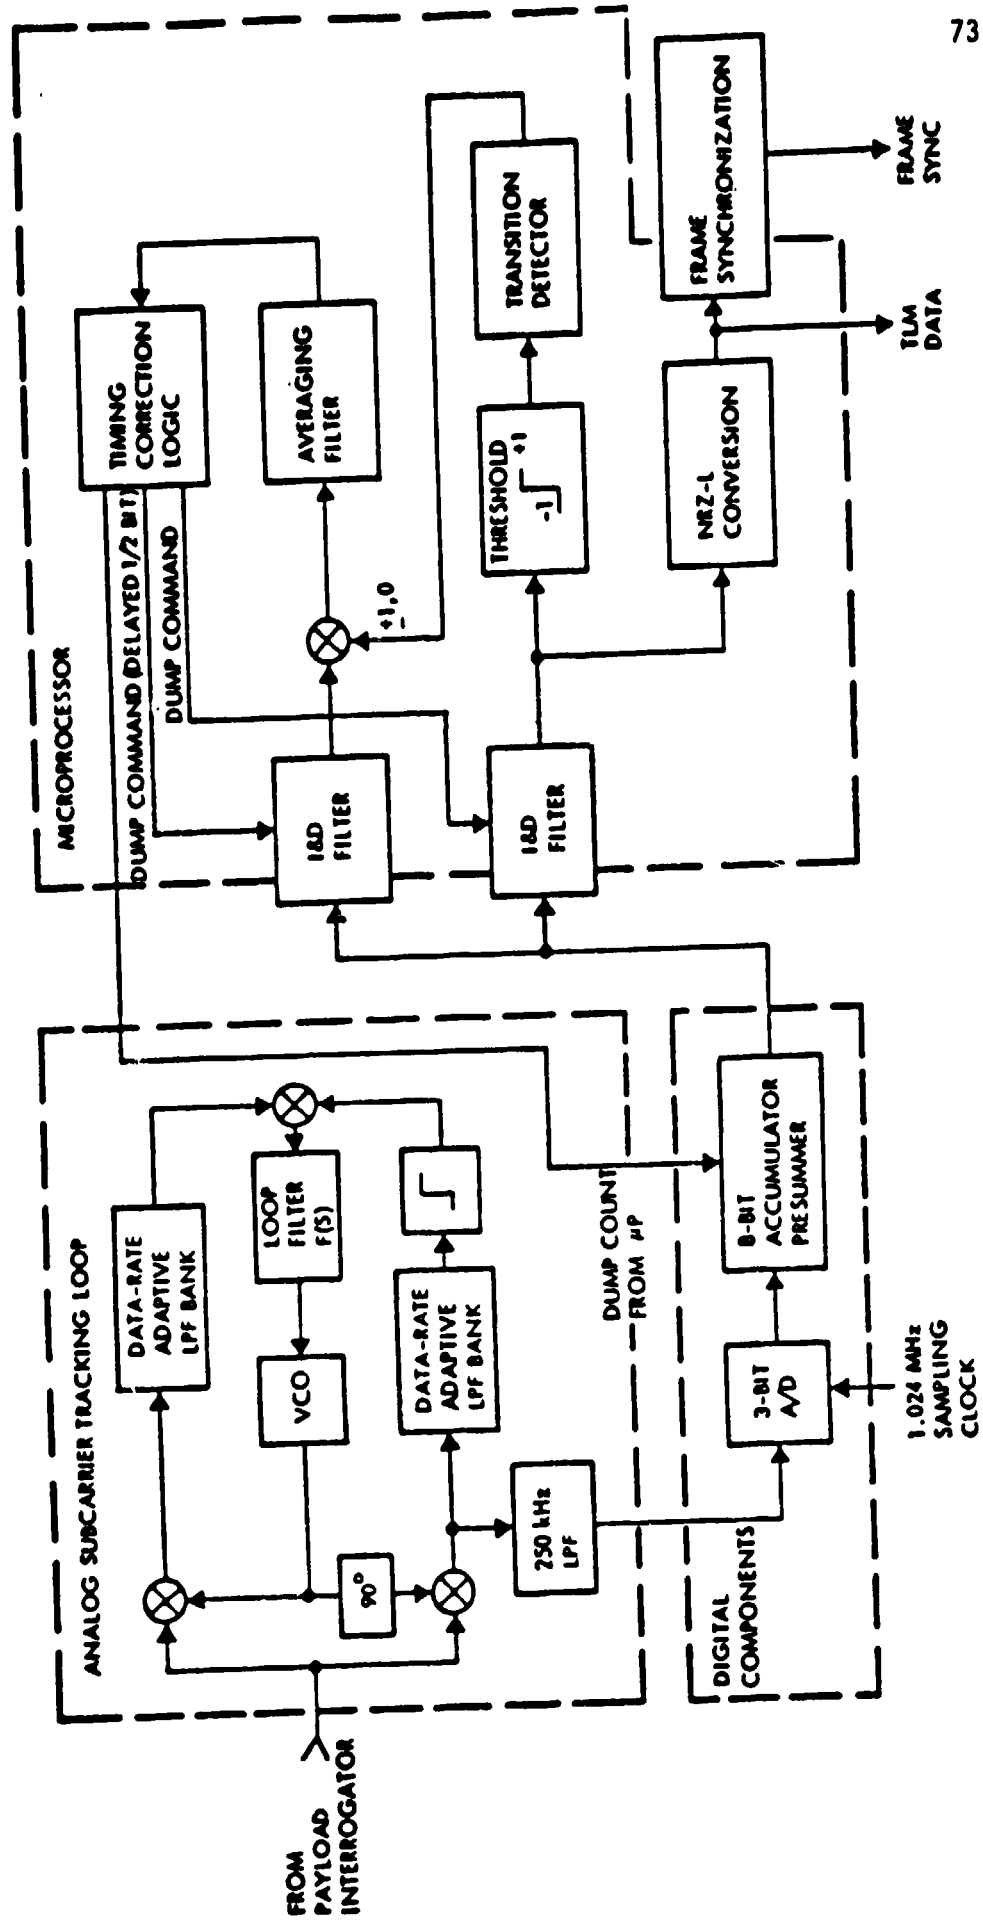 73
FROM
PAYLOAD
INTERROGATOR
ANALOG SUBCARRIER TRACKING LOOP
DATA-RATE
ADAPTIVE
LPF BANK
LOOP
FILTER
F(S)
VCO
90°
DATA-RATE
ADAPTIVE
LPF BANK
250 kHz
LPF
DUMP COUNT
FROM μP
DIGITAL
COMPONENTS
3-BIT
A/D
8-BIT
ACCUMULATOR
PRESUMMER
1.024 MHz
SAMPLING
CLOCK
MICROPROCESSOR
DUMP COMMAND (DELAYED 1/2 BIT)
DUMP COMMAND
TIMING
CORRECTION
LOGIC
I&D
FILTER
AVERAGING
FILTER
±1,0
I&D
FILTER
THRESHOLD
+1
-1
TRANSITION
DETECTOR
NRZ-L
CONVERSION
FRAME
SYNCHRONIZATION
TLM
DATA
FRAME
SYNC